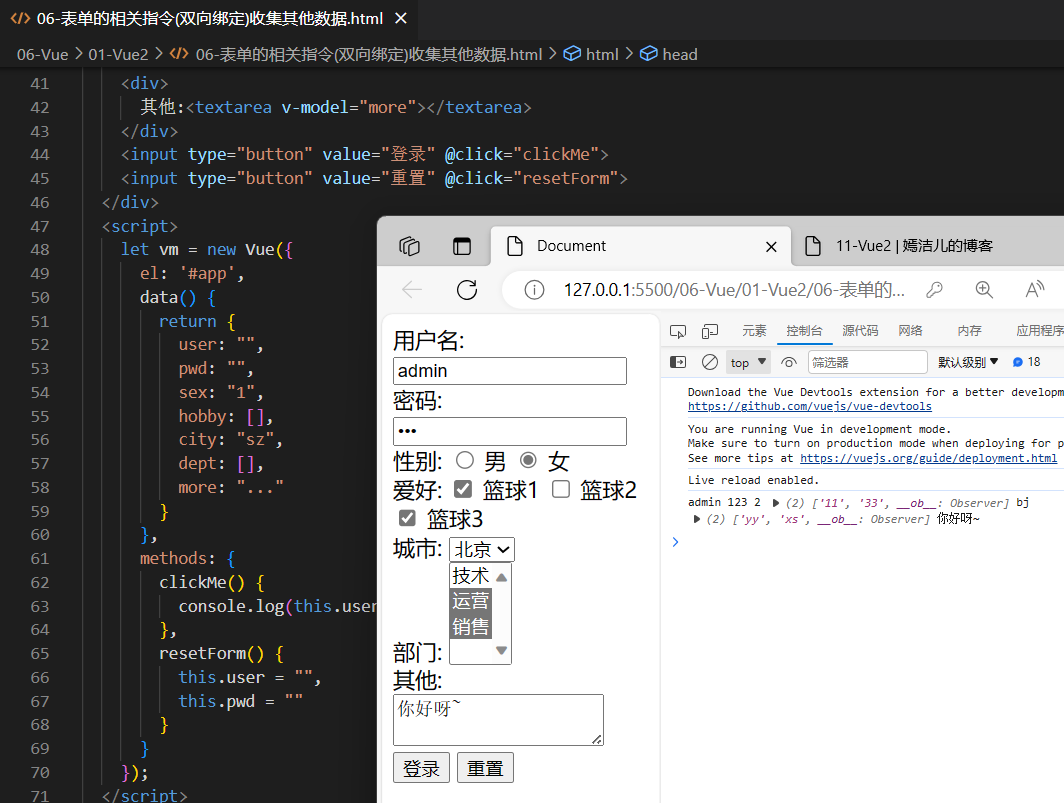 06-表单的相关指令(双向绑定)收集其他数据.html
06-Vue > 01-Vue2 > 06-表单的相关指令(双向绑定)收集其他数据.html > html > head
41 <div>
42 其他:<textarea v-model="more"></textarea>
43 </div>
44 <input type="button" value="登录" @click="clickMe">
45 <input type="button" value="重置" @click="resetForm">
46 </div>
47 <script>
48 let vm = new Vue({
49 el: '#app',
50 data() {
51 return {
52 user: "",
53 pwd: "",
54 sex: "1",
55 hobby: [],
56 city: "sz",
57 dept: [],
58 more: "..."
59 }
60 },
61 methods: {
62 clickMe() {
63 console.log(this.user
64 },
65 resetForm() {
66 this.user = "",
67 this.pwd = ""
68 }
69 }
70 });
71 </script>
Document
11-Vue2 | 嫣洁儿的博客
127.0.0.1:5500/06-Vue/01-Vue2/06-表单的...
用户名:
admin
密码:
•••
性别: 男 女
爱好: 篮球1 篮球2
篮球3
城市: 北京
技术
运营
销售
部门:
其他:
你好呀~
登录 重置
元素 控制台 源代码 网络 内存 应用程序
top 筛选器 默认级别 18
Download the Vue Devtools extension for a better developm
https://github.com/vuejs/vue-devtools
You are running Vue in development mode.
Make sure to turn on production mode when deploying for p
See more tips at https://vuejs.org/guide/deployment.html
Live reload enabled.
admin 123 2 ▶ (2) ['11', '33', __ob__: Observer] bj
▶ (2) ['yy', 'xs', __ob__: Observer] 你好呀~